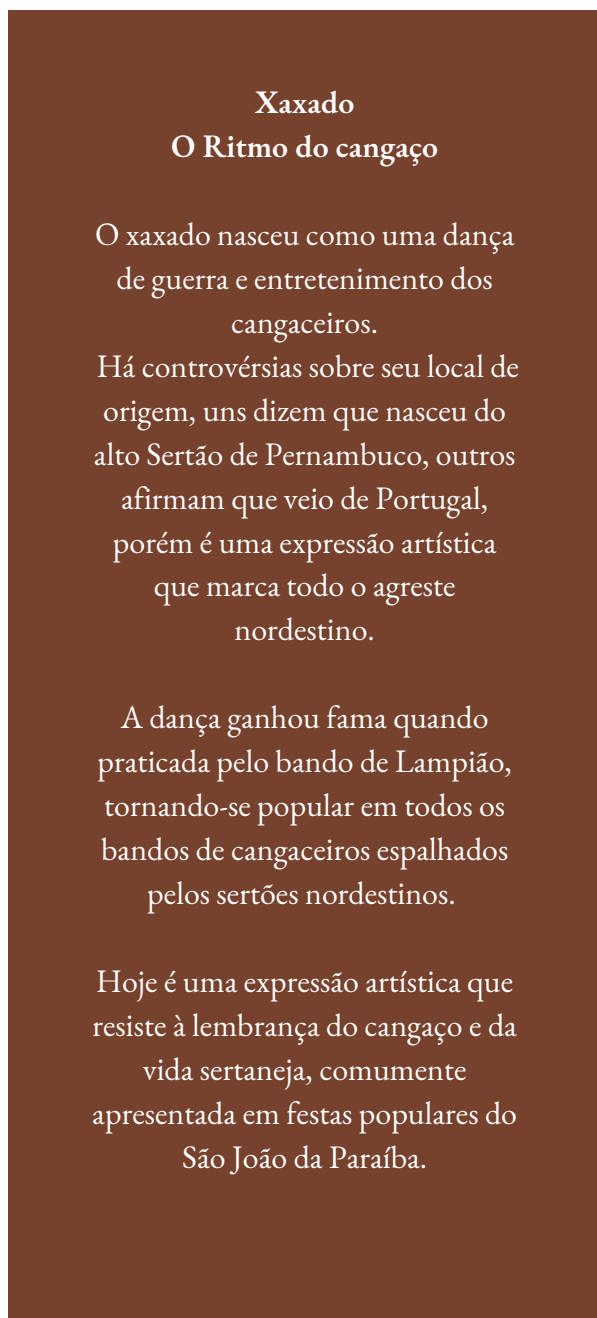 Xaxado
O Ritmo do cangaço
O xaxado nasceu como uma dança
de guerra e entretenimento dos
cangaceiros.
Há controvérsias sobre seu local de
origem, uns dizem que nasceu do
alto Sertão de Pernambuco, outros
afirmam que veio de Portugal,
porém é uma expressão artística
que marca todo o agreste
nordestino.
A dança ganhou fama quando
praticada pelo bando de Lampião,
tornando-se popular em todos os
bandos de cangaceiros espalhados
pelos sertões nordestinos.
Hoje é uma expressão artística que
resiste à lembrança do cangaço e da
vida sertaneja, comumente
apresentada em festas populares do
São João da Paraíba.